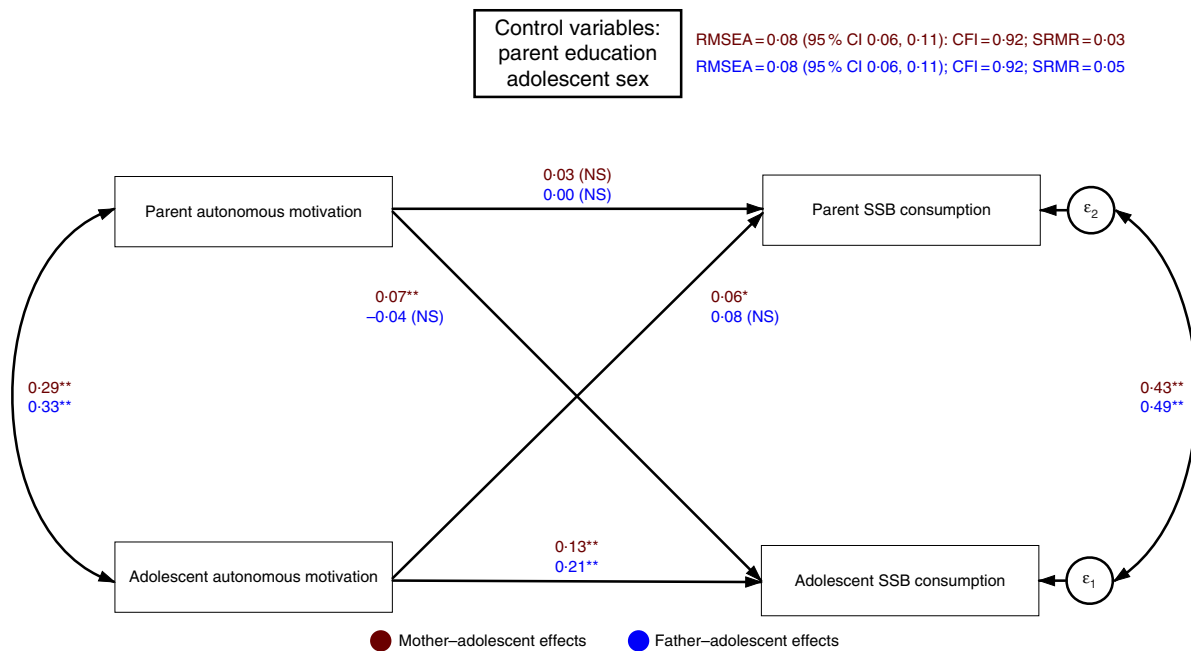 Control variables:
parent education
adolescent sex
RMSEA=0·08 (95 % CI 0·06, 0·11): CFI=0·92; SRMR=0·03
RMSEA=0·08 (95 % CI 0·06, 0·11); CFI=0·92; SRMR=0·05
0·03 (NS)
0·00 (NS)
Parent autonomous motivation
Parent SSB consumption
ε2
0·07**
–0·04 (NS)
0·06*
0·08 (NS)
0·29**
0·33**
0·43**
0·49**
0·13**
0·21**
Adolescent autonomous motivation
Adolescent SSB consumption
ε1
Mother–adolescent effects
Father–adolescent effects